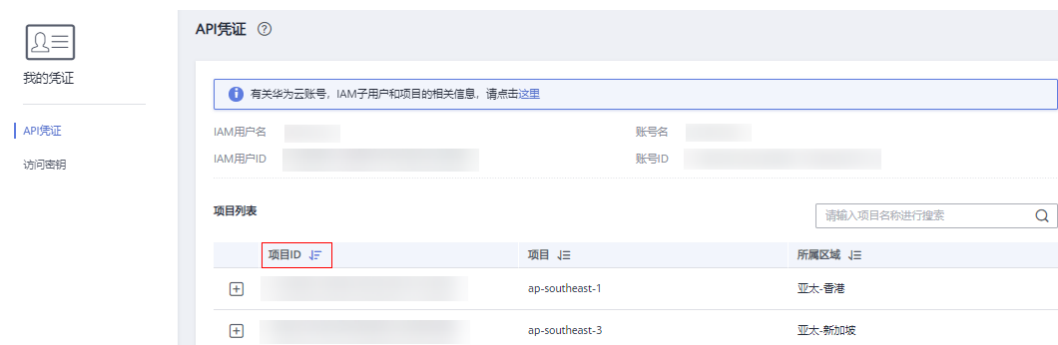 API凭证
我的凭证
有关华为云账号，IAM子用户和项目的相关信息，请点击这里
API凭证
访问密钥
IAM用户名 账号名
IAM用户ID 账号ID
项目列表
请输入项目名称进行搜索
项目ID 项目 所属区域
ap-southeast-1 亚太-香港
ap-southeast-3 亚太-新加坡